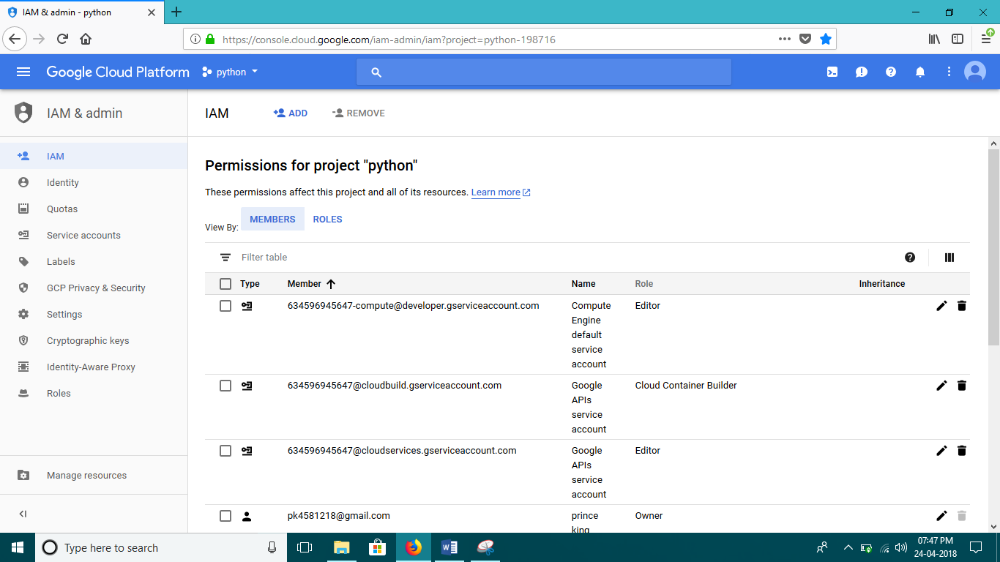 IAM & admin - python
https://console.cloud.google.com/iam-admin/iam?project=python-198716
Google Cloud Platform python
IAM & admin
IAM ADD REMOVE
IAM
Identity
Quotas
Service accounts
Labels
GCP Privacy & Security
Settings
Cryptographic keys
Identity-Aware Proxy
Roles
Manage resources
Permissions for project "python"
These permissions affect this project and all of its resources. Learn more
View By: MEMBERS ROLES
Filter table
Type Member Name Role Inheritance
634596945647-compute@developer.gserviceaccount.com Compute Editor
Engine
default
service
account
634596945647@cloudbuild.gserviceaccount.com Google Cloud Container Builder
APIs
service
account
634596945647@cloudservices.gserviceaccount.com Google Editor
APIs
service
account
pk4581218@gmail.com prince Owner
king
Type here to search
07:47 PM
24-04-2018